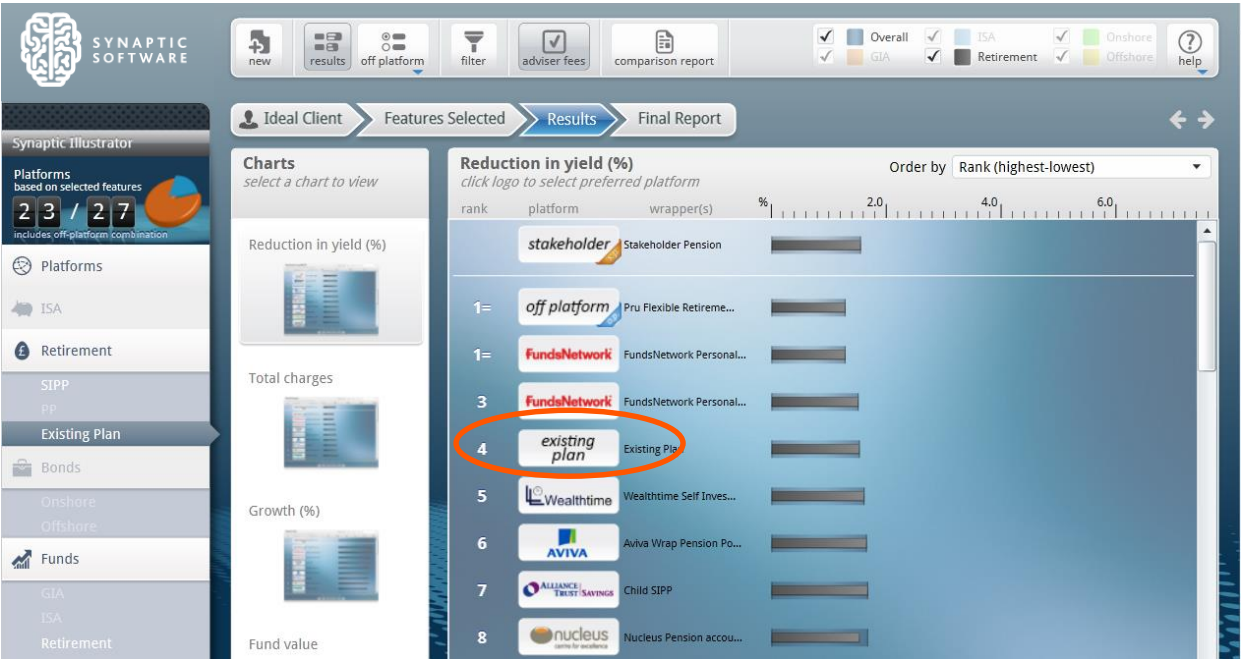 SYNAPTIC
SOFTWARE
new
results
off platform
filter
adviser fees
comparison report
Overall
ISA
Onshore
GIA
Retirement
Offshore
help
Ideal Client
Features Selected
Results
Final Report
Synaptic Illustrator
Platforms
based on selected features
23 / 27
includes off-platform combination
Platforms
ISA
Retirement
SIPP
PP
Existing Plan
Bonds
Onshore
Offshore
Funds
GIA
ISA
Retirement
Charts
select a chart to view
Reduction in yield (%)
Total charges
Growth (%)
Fund value
Reduction in yield (%)
click logo to select preferred platform
Order by Rank (highest-lowest)
rank platform wrapper(s) % 2.0 4.0 6.0
stakeholder Stakeholder Pension
1= off platform Pru Flexible Retireme...
1= FundsNetwork FundsNetwork Personal...
3 FundsNetwork FundsNetwork Personal...
4 existing plan Existing Plan
5 Wealthtime Wealthtime Self Inves...
6 AVIVA Aviva Wrap Pension Po...
7 ALLIANCE TRUST SAVINGS Child SIPP
8 nucleus Nucleus Pension accou...